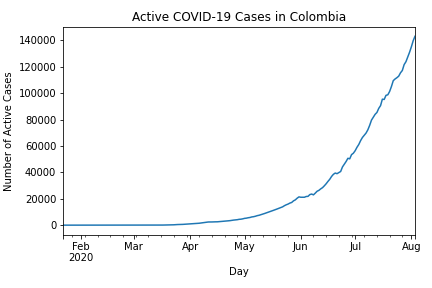 Active COVID-19 Cases in Colombia
Number of Active Cases
140000
120000
100000
80000
60000
40000
20000
0
Feb Mar Apr May Jun Jul Aug
2020
Day